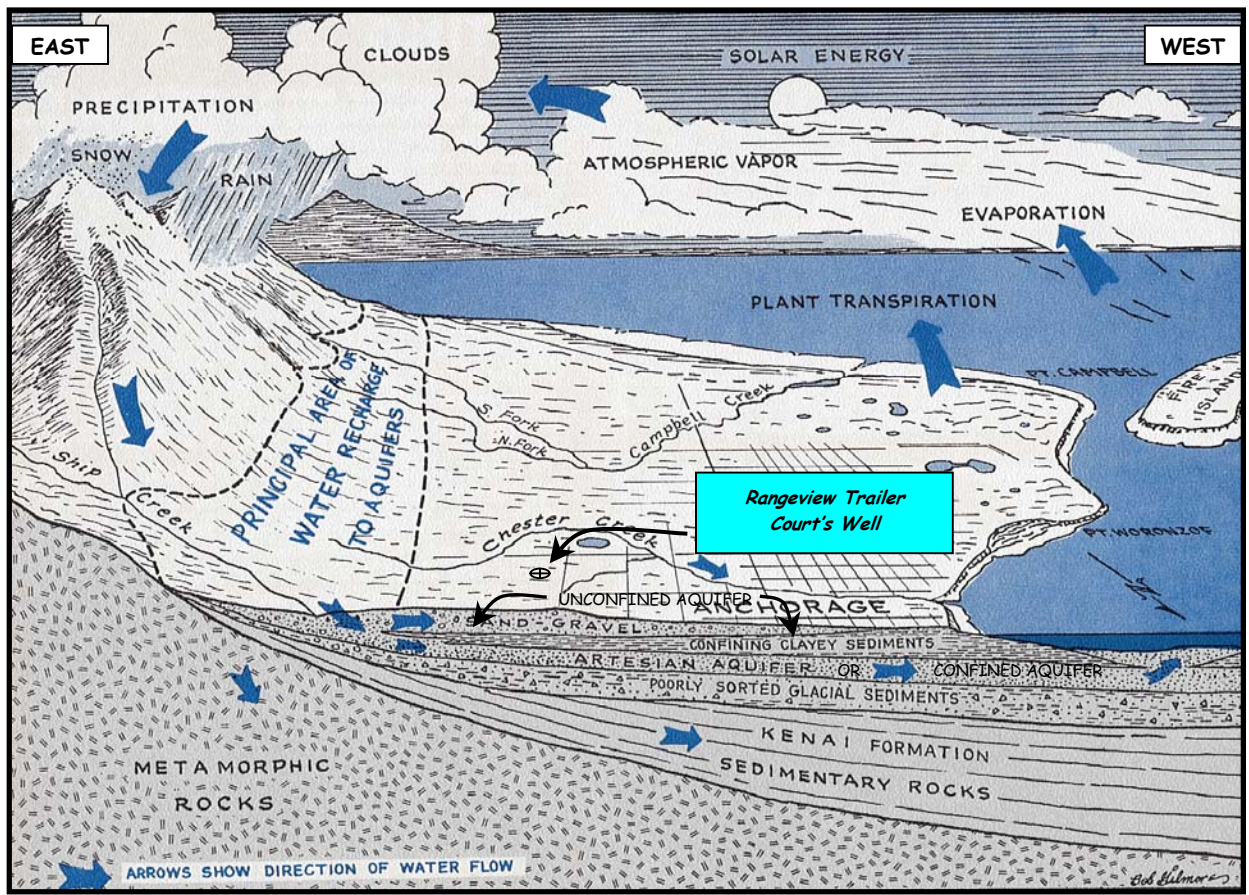 EAST
WEST
CLOUDS
SOLAR ENERGY
PRECIPITATION
SNOW
RAIN
ATMOSPHERIC VAPOR
EVAPORATION
PLANT TRANSPIRATION
PT. CAMPBELL
FIRE
ISLAND
PRINCIPAL AREA OF
WATER RECHARGE
TO AQUIFERS
S. Fork
N. Fork
Campbell Creek
Ship
Creek
Chester Creek
Rangeview Trailer
Court's Well
PT. WORONZOF
UNCONFINED AQUIFER
ANCHORAGE
SAND GRAVEL
CONFINING CLAYEY SEDIMENTS
ARTESIAN AQUIFER OR CONFINED AQUIFER
POORLY SORTED GLACIAL SEDIMENTS
KENAI FORMATION
SEDIMENTARY ROCKS
METAMORPHIC
ROCKS
ARROWS SHOW DIRECTION OF WATER FLOW
Bob Gilmore